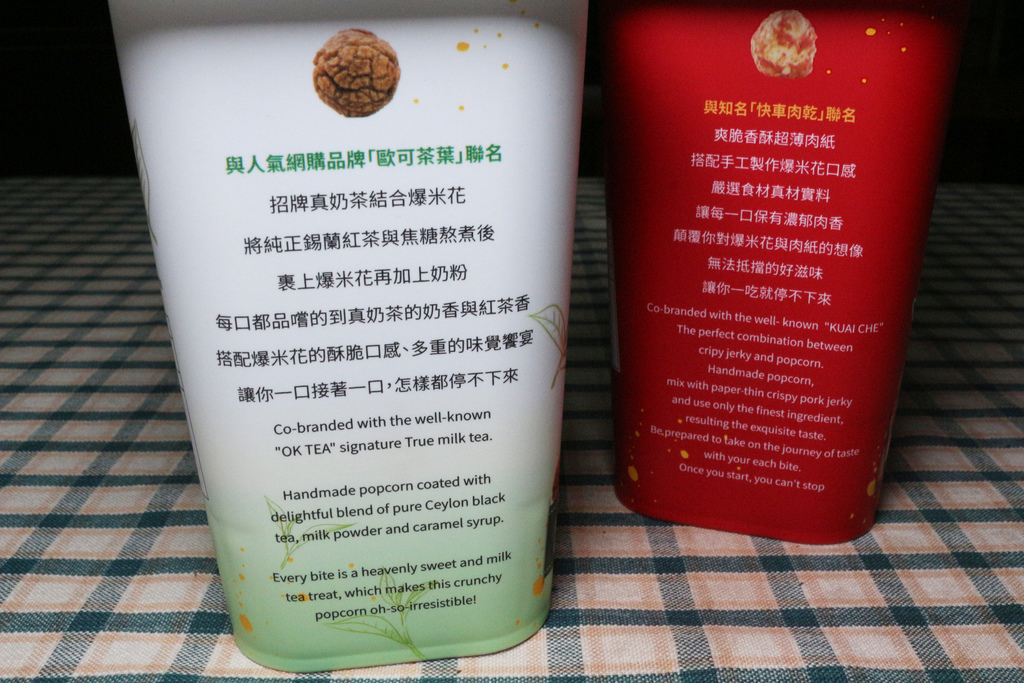 與人氣網購品牌「歐可茶葉」聯名
招牌真奶茶結合爆米花
將純正錫蘭紅茶與焦糖熬煮後
裹上爆米花再加上奶粉
每口都品嚐的到真奶茶的奶香與紅茶香
搭配爆米花的酥脆口感、多重的味覺饗宴
讓你一口接著一口,怎樣都停不下來
Co-branded with the well-known
"OK TEA" signature True milk tea.
Handmade popcorn coated with
delightful blend of pure Ceylon black
tea, milk powder and caramel syrup.
Every bite is a heavenly sweet and milk
tea treat, which makes this crunchy
popcorn oh-so-irresistible!
與知名「快車肉乾」聯名
爽脆香酥超薄肉紙
搭配手工製作爆米花口感
嚴選食材真材實料
讓每一口保有濃郁肉香
顛覆你對爆米花與肉紙的想像
無法抵擋的好滋味
讓你一吃就停不下來
Co-branded with the well- known "KUAI CHE"
The perfect combination between
cripy jerky and popcorn.
Handmade popcorn,
mix with paper-thin crispy pork jerky
and use only the finest ingredient,
resulting the exquisite taste.
Be prepared to take on the journey of taste
with your each bite.
Once you start, you can't stop